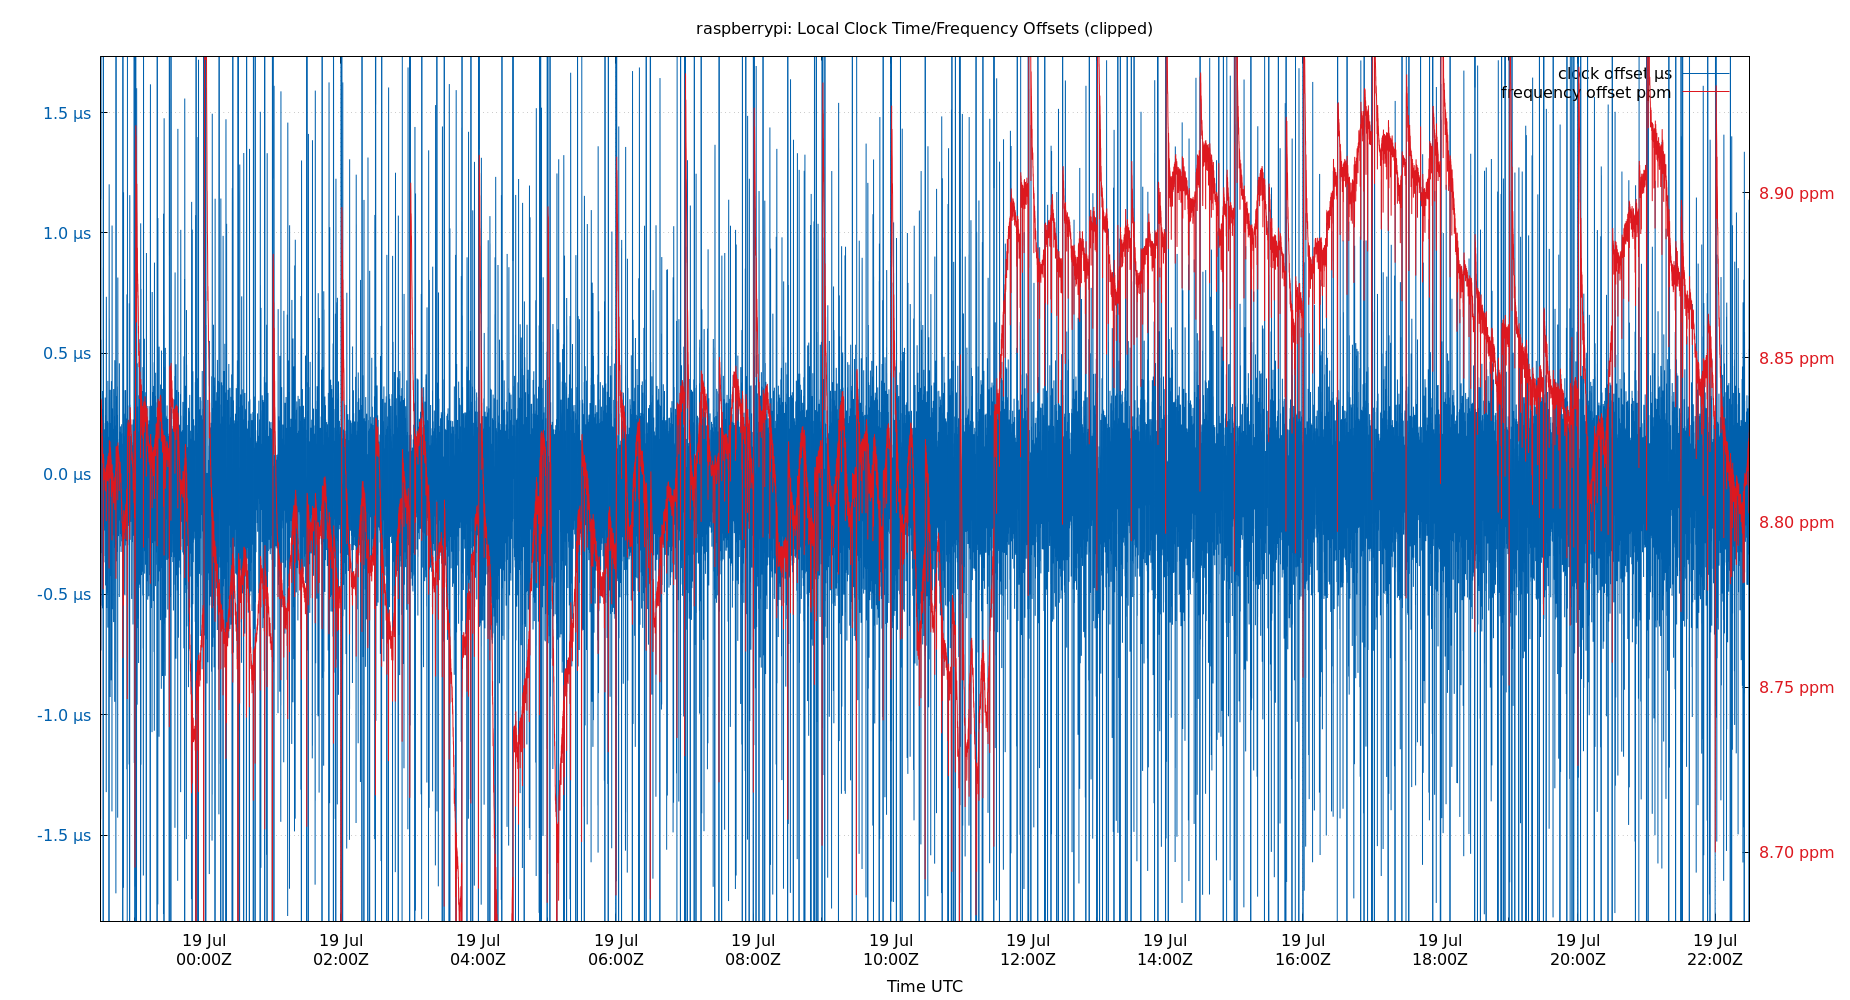 raspberrypi: Local Clock Time/Frequency Offsets (clipped)
clock offset µs
frequency offset ppm
1.5 µs
1.0 µs
0.5 µs
0.0 µs
-0.5 µs
-1.0 µs
-1.5 µs
8.90 ppm
8.85 ppm
8.80 ppm
8.75 ppm
8.70 ppm
19 Jul 19 Jul 19 Jul 19 Jul 19 Jul 19 Jul 19 Jul 19 Jul 19 Jul 19 Jul 19 Jul 19 Jul
00:00Z 02:00Z 04:00Z 06:00Z 08:00Z 10:00Z 12:00Z 14:00Z 16:00Z 18:00Z 20:00Z 22:00Z
Time UTC